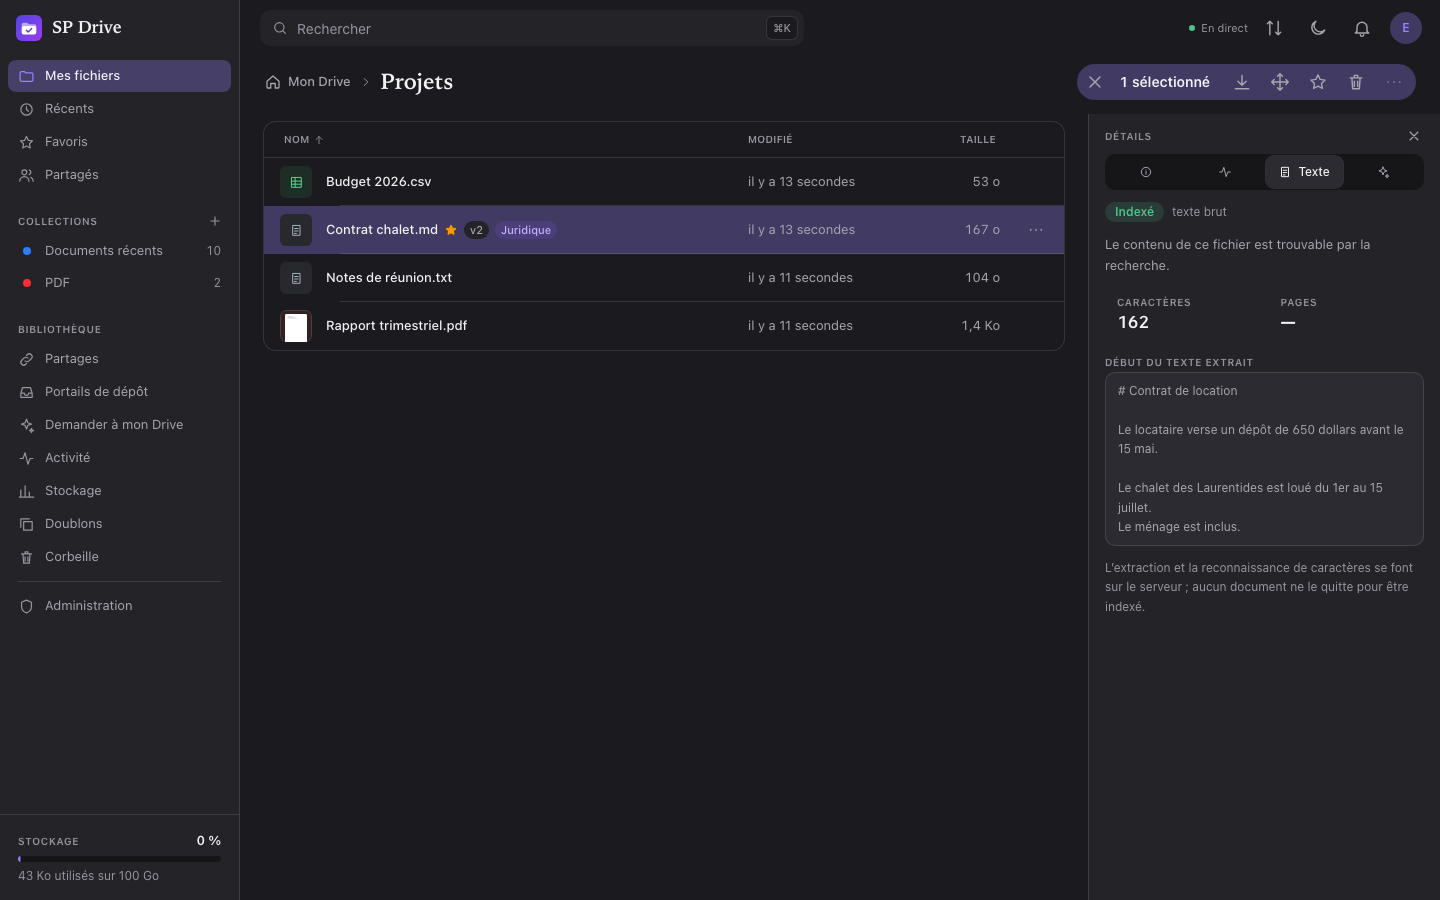 SP Drive
Rechercher
⌘K
En direct
E
Mes fichiers
Récents
Favoris
Partagés
COLLECTIONS
Documents récents 10
PDF 2
BIBLIOTHÈQUE
Partages
Portails de dépôt
Demander à mon Drive
Activité
Stockage
Doublons
Corbeille
Administration
STOCKAGE 0 %
43 Ko utilisés sur 100 Go
Mon Drive
Projets
1 sélectionné
NOM MODIFIÉ TAILLE
Budget 2026.csv il y a 13 secondes 53 o
Contrat chalet.md v2 Juridique il y a 13 secondes 167 o
Notes de réunion.txt il y a 11 secondes 104 o
Rapport trimestriel.pdf il y a 11 secondes 1,4 Ko
DÉTAILS
Texte
Indexé texte brut
Le contenu de ce fichier est trouvable par la
recherche.
CARACTÈRES PAGES
162 —
DÉBUT DU TEXTE EXTRAIT
# Contrat de location
Le locataire verse un dépôt de 650 dollars avant le
15 mai.
Le chalet des Laurentides est loué du 1er au 15
juillet.
Le ménage est inclus.
L'extraction et la reconnaissance de caractères se font
sur le serveur ; aucun document ne le quitte pour être
indexé.